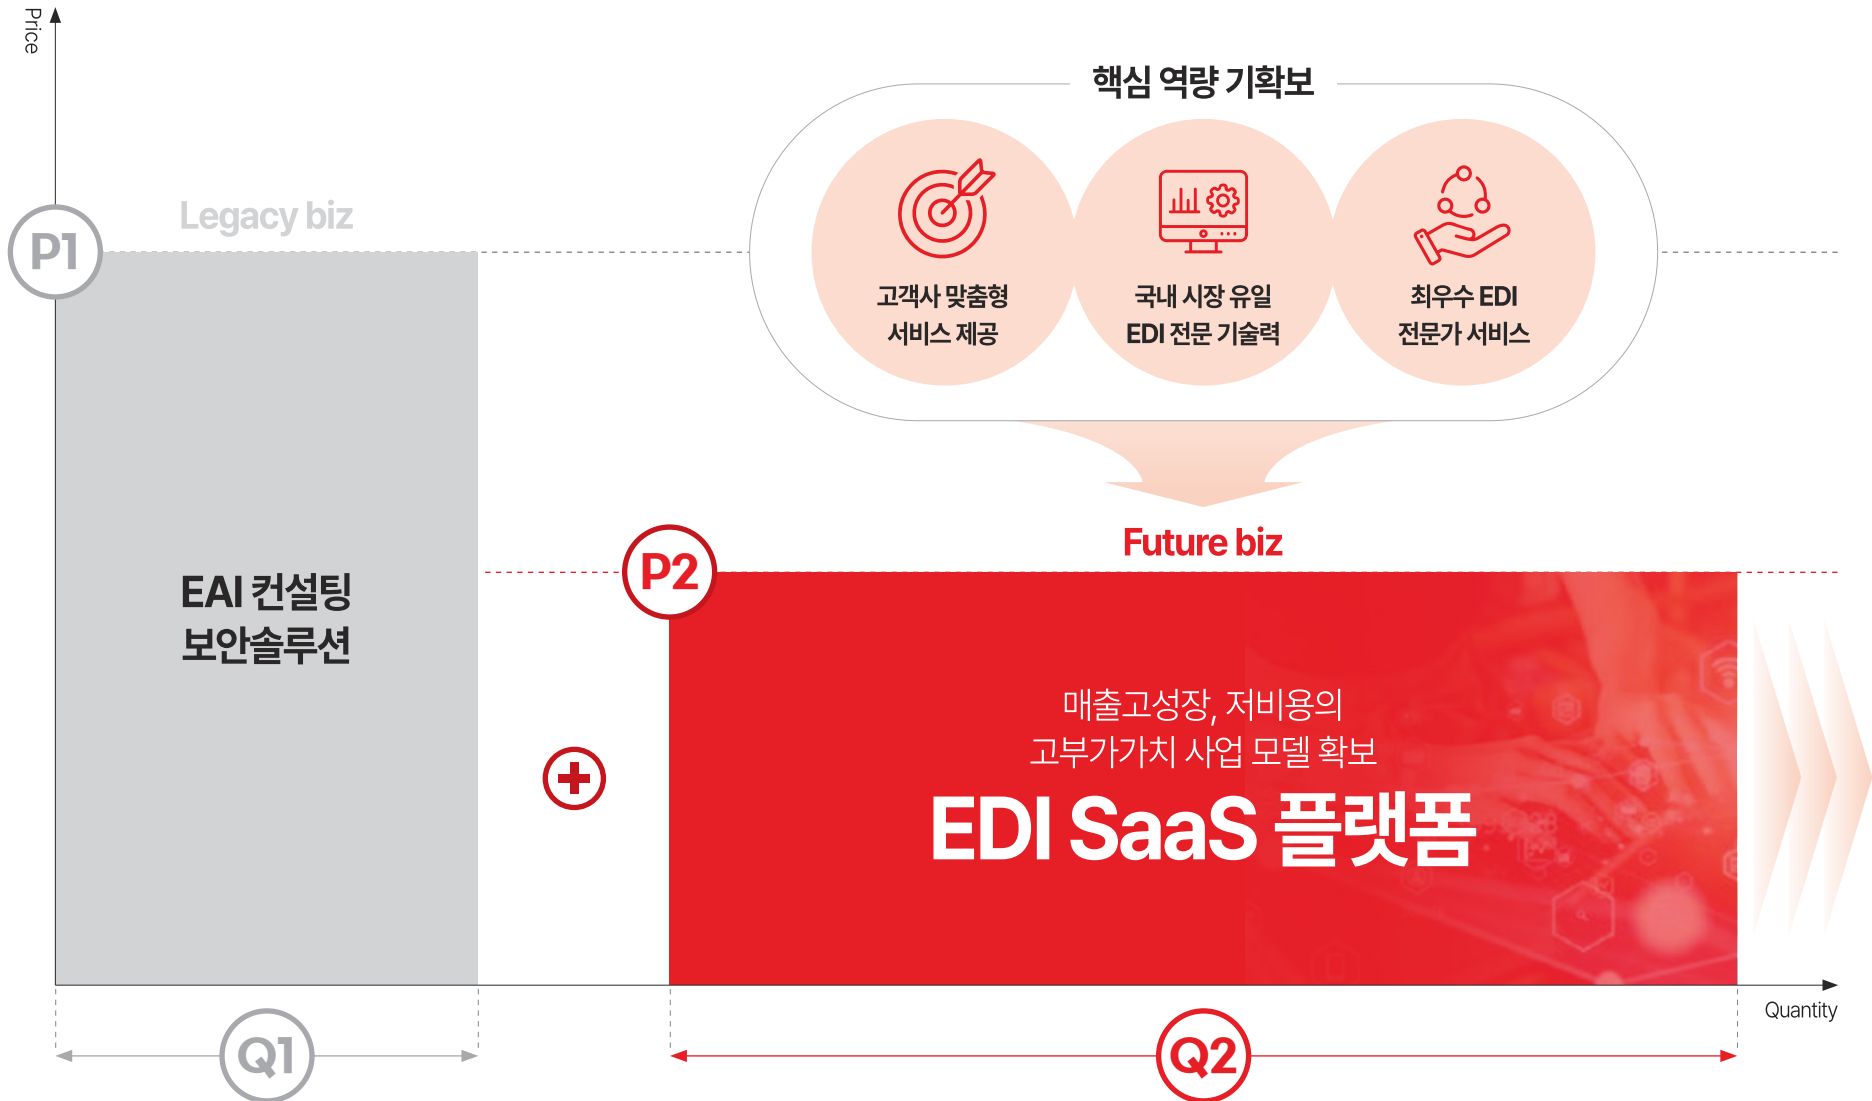 Price
핵심 역량 기확보
고객사 맞춤형
서비스 제공
국내 시장 유일
EDI 전문 기술력
최우수 EDI
전문가 서비스
Legacy biz
P1
EAI 컨설팅
보안솔루션
Future biz
P2
매출고성장, 저비용의
고부가가치 사업 모델 확보
EDI SaaS 플랫폼
Quantity
Q1
Q2